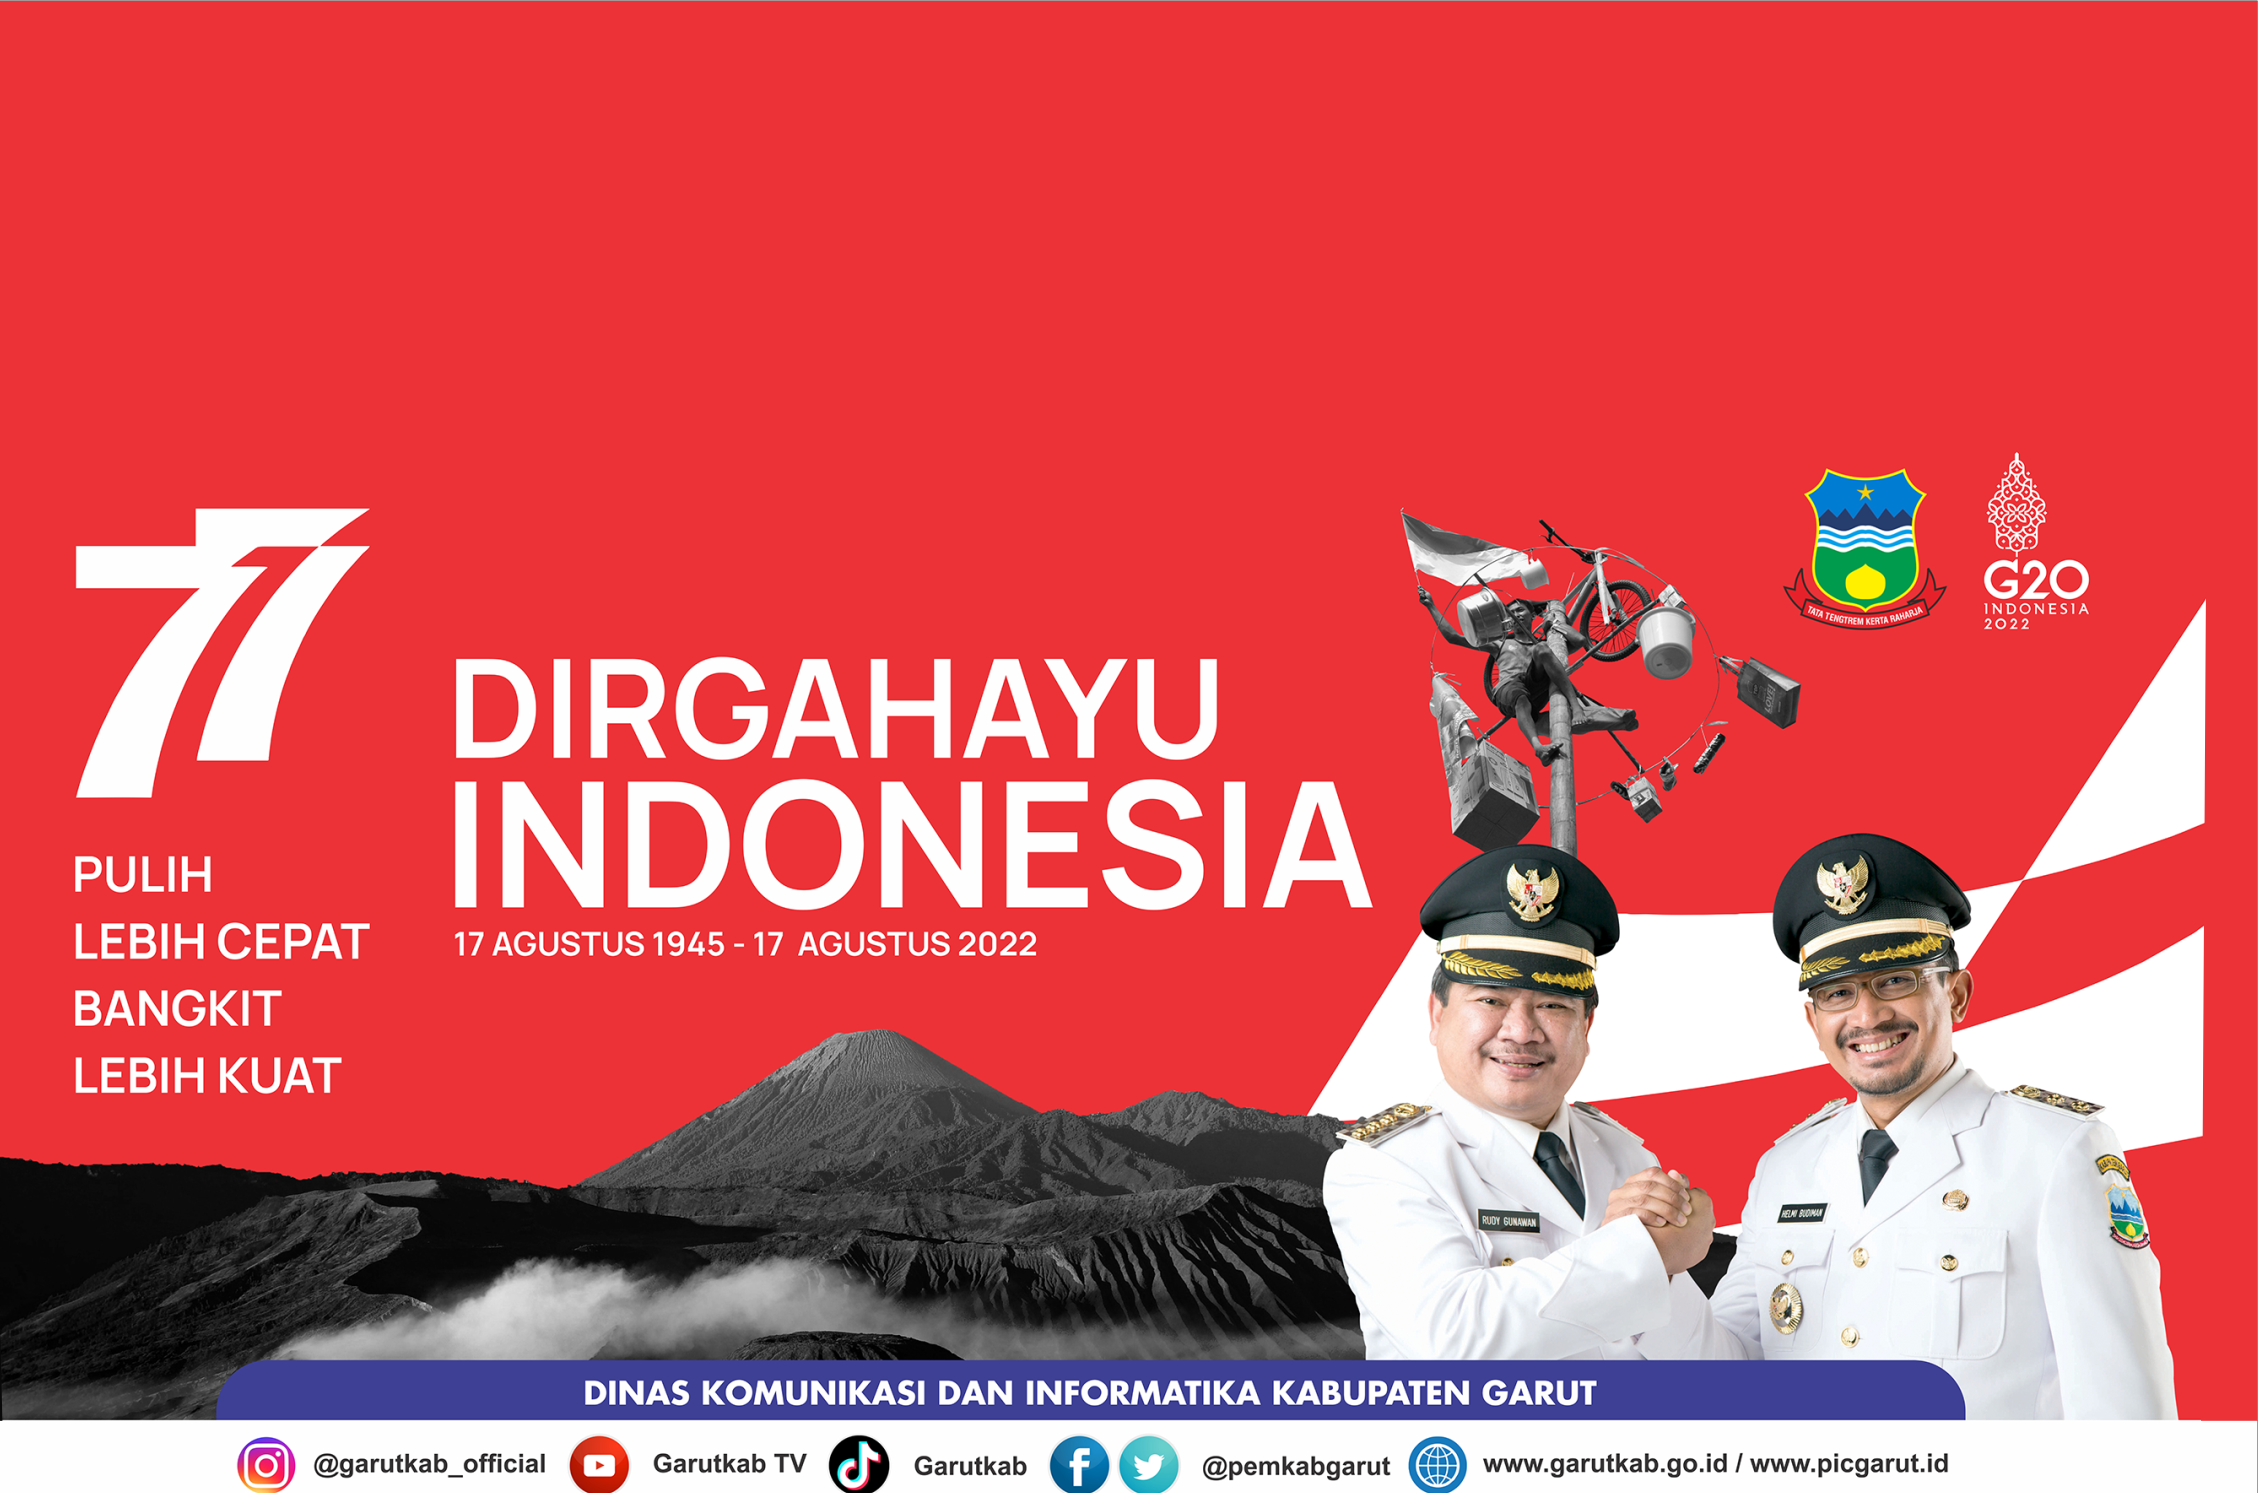 77
PULIH
LEBIH CEPAT
BANGKIT
LEBIH KUAT
DIRGAHAYU
INDONESIA
17 AGUSTUS 1945 - 17 AGUSTUS 2022
TATA TENGTREM KERTA RAHARJA
G20
INDONESIA
2022
RUDY GUNAWAN
HELMI BUDIMAN
DINAS KOMUNIKASI DAN INFORMATIKA KABUPATEN GARUT
@garutkab_official Garutkab TV Garutkab @pemkabgarut www.garutkab.go.id / www.picgarut.id